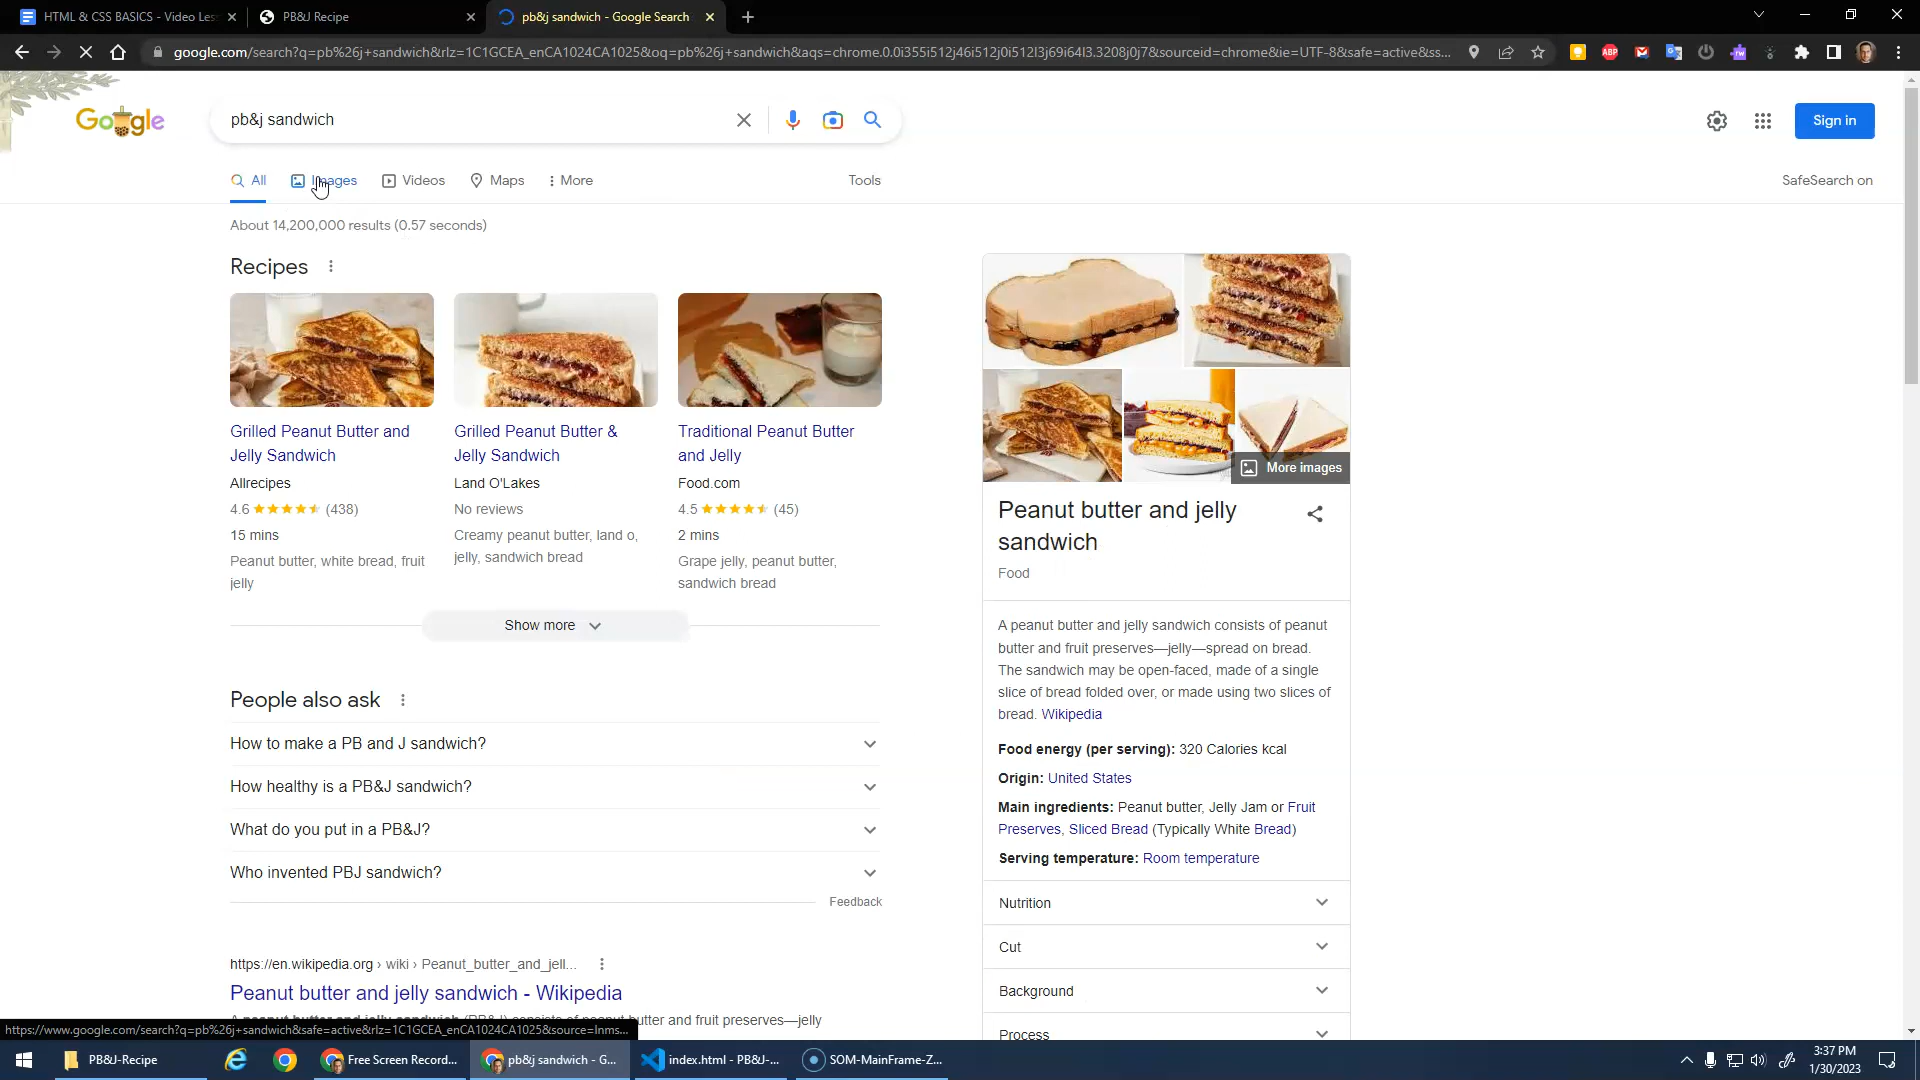 HTML & CSS BASICS - Video Les
PB&J Recipe
pb&j sandwich - Google Search
google.com/search?q=pb%26j+sandwich&rlz=1C1GCEA_enCA1024CA1025&oq=pb%26j+sandwich&aqs=chrome.0.0i355i512j46i512j0i512l3j69i64l3.3208j0j7&sourceid=chrome&ie=UTF-8&safe=active&ss...
ABP
Google
pb&j sandwich
Sign in
All
Images
Videos
Maps
More
Tools
SafeSearch on
About 14,200,000 results (0.57 seconds)
Recipes
Grilled Peanut Butter and
Jelly Sandwich
Allrecipes
4.6 (438)
15 mins
Peanut butter, white bread, fruit
jelly
Grilled Peanut Butter &
Jelly Sandwich
Land O'Lakes
No reviews
Creamy peanut butter, land o,
jelly, sandwich bread
Traditional Peanut Butter
and Jelly
Food.com
4.5 (45)
2 mins
Grape jelly, peanut butter,
sandwich bread
Show more
People also ask
How to make a PB and J sandwich?
How healthy is a PB&J sandwich?
What do you put in a PB&J?
Who invented PBJ sandwich?
Feedback
https://en.wikipedia.org › wiki › Peanut_butter_and_jell...
Peanut butter and jelly sandwich - Wikipedia
utter and fruit preserves—jelly
More images
Peanut butter and jelly
sandwich
Food
A peanut butter and jelly sandwich consists of peanut
butter and fruit preserves—jelly—spread on bread.
The sandwich may be open-faced, made of a single
slice of bread folded over, or made using two slices of
bread. Wikipedia
Food energy (per serving): 320 Calories kcal
Origin: United States
Main ingredients: Peanut butter, Jelly Jam or Fruit
Preserves, Sliced Bread (Typically White Bread)
Serving temperature: Room temperature
Nutrition
Cut
Background
Process
https://www.google.com/search?q=pb%26j+sandwich&safe=active&rlz=1C1GCEA_enCA1024CA1025&source=lnms...
PB&J-Recipe
Free Screen Record...
pb&j sandwich - G...
index.html - PB&J-...
SOM-MainFrame-Z...
3:37 PM
1/30/2023